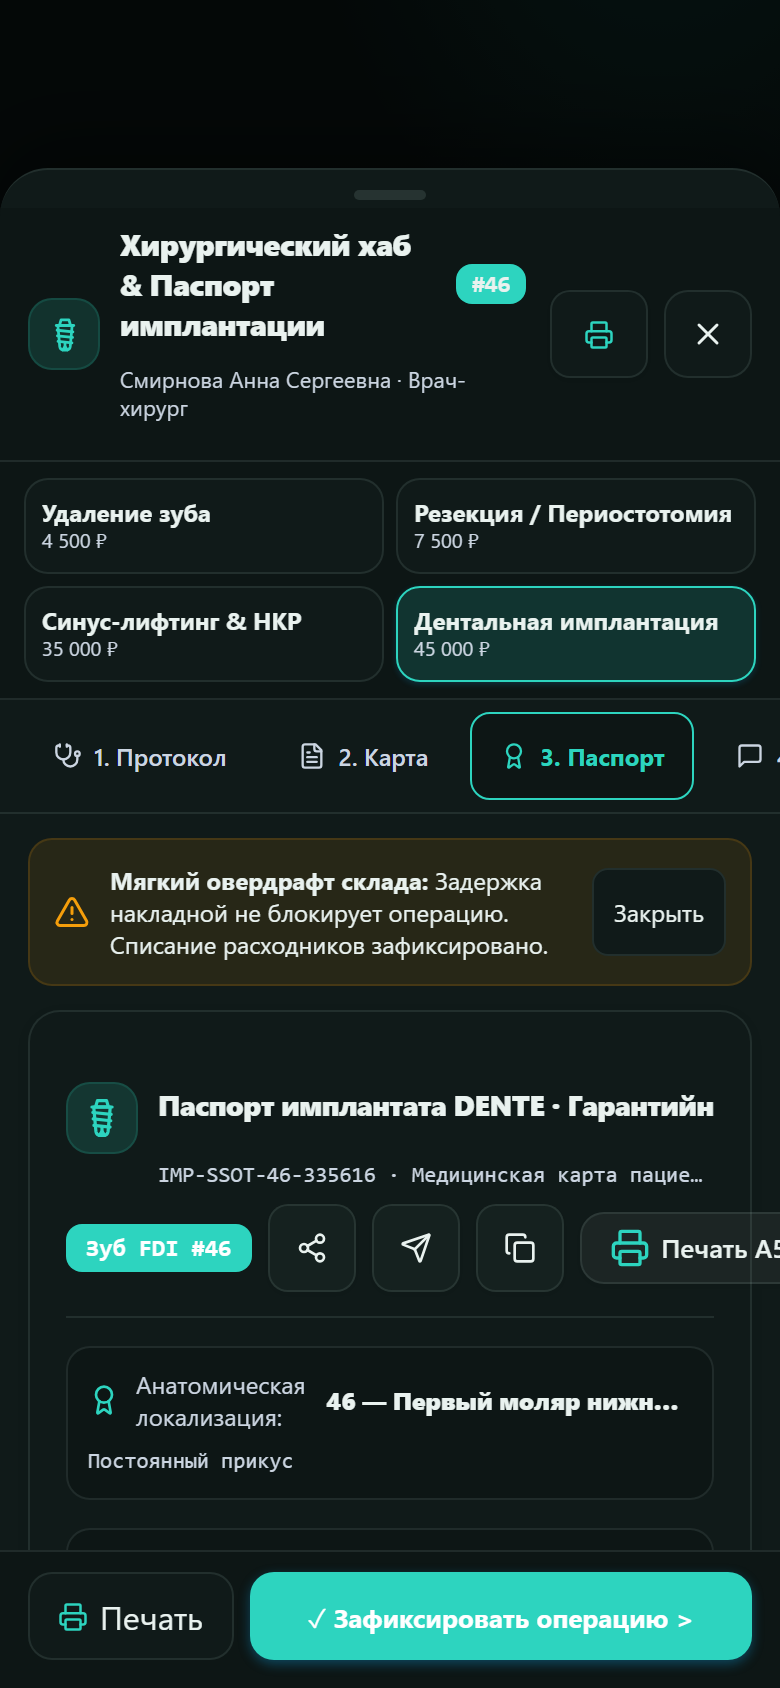 Хирургический хаб
& Паспорт
имплантации
#46
Смирнова Анна Сергеевна · Врач-
хирург
Удаление зуба
4 500 ₽
Резекция / Периостотомия
7 500 ₽
Синус-лифтинг & НКР
35 000 ₽
Дентальная имплантация
45 000 ₽
1. Протокол
2. Карта
3. Паспорт
Мягкий овердрафт склада: Задержка
накладной не блокирует операцию.
Списание расходников зафиксировано.
Закрыть
Паспорт имплантата DENTE · Гарантийн
IMP-SSOT-46-335616 · Медицинская карта пацие…
Зуб FDI #46
Печать А5
Анатомическая
локализация:
46 — Первый моляр нижн…
Постоянный прикус
Печать
✓ Зафиксировать операцию >